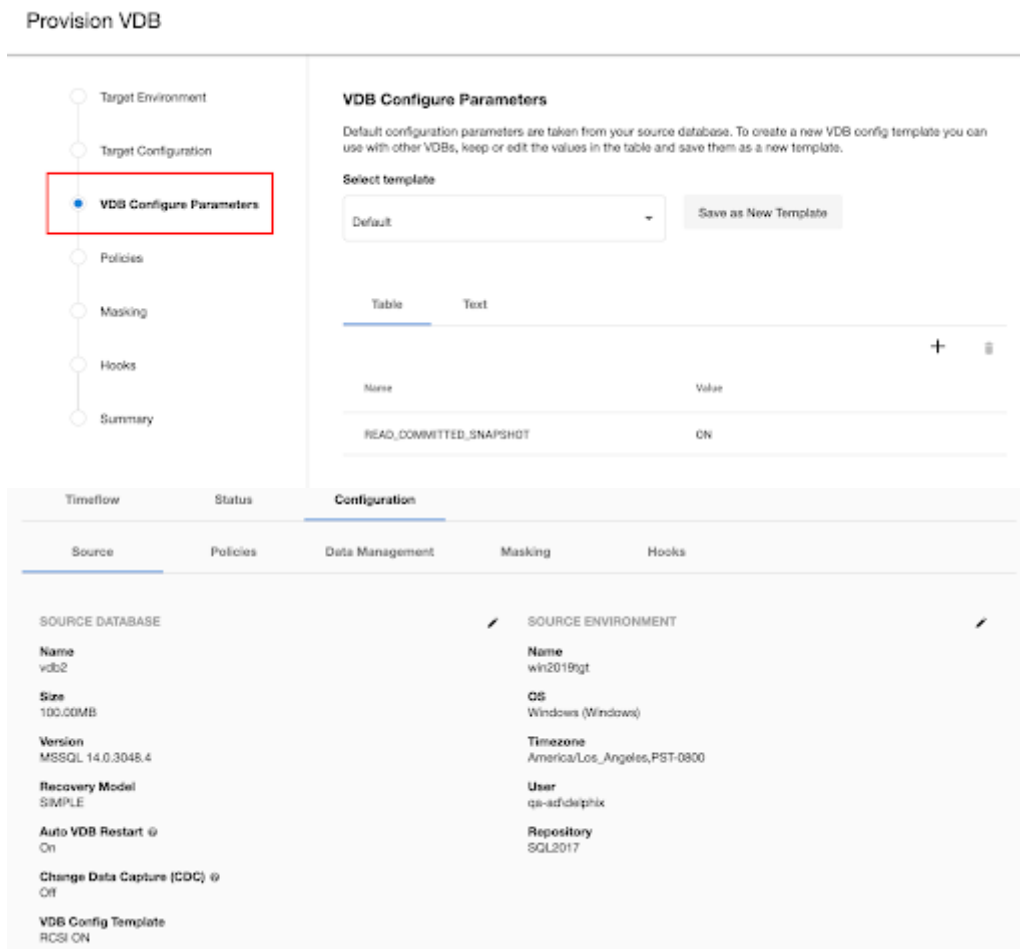 Provision VDB
Target Environment
Target Configuration
VDB Configure Parameters
Policies
Masking
Hooks
Summary
VDB Configure Parameters
Default configuration parameters are taken from your source database. To create a new VDB config template you can
use with other VDBs, keep or edit the values in the table and save them as a new template.
Select template
Default
Save as New Template
Table Text
Name Value
READ_COMMITTED_SNAPSHOT ON
Timeflow Status Configuration
Source Policies Data Management Masking Hooks
SOURCE DATABASE
Name
vdb2
Size
100.00MB
Version
MSSQL 14.0.3048.4
Recovery Model
SIMPLE
Auto VDB Restart
On
Change Data Capture (CDC)
Off
VDB Config Template
RCSI ON
SOURCE ENVIRONMENT
Name
win2019tgt
OS
Windows (Windows)
Timezone
America/Los_Angeles,PST-0800
User
qa-ad\delphix
Repository
SQL2017